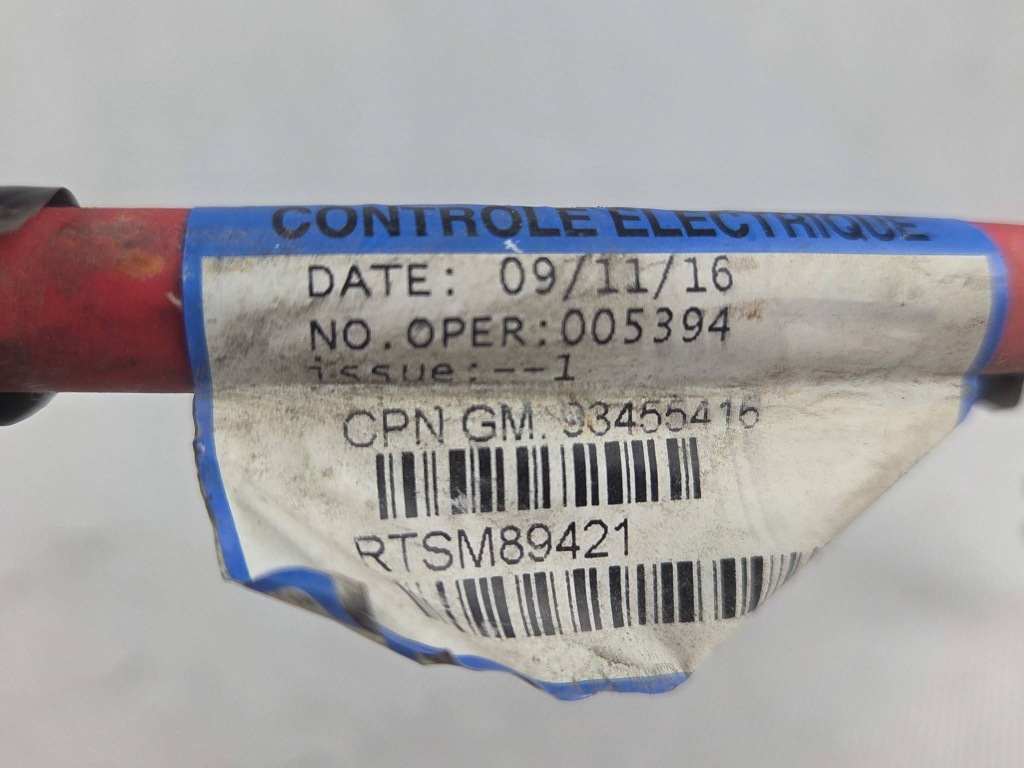 CONTROLE ELECTRIQUE
DATE: 09/11/16
NO.OPER:005394
issue:--1
CPN GM. 93455416
RTSM89421